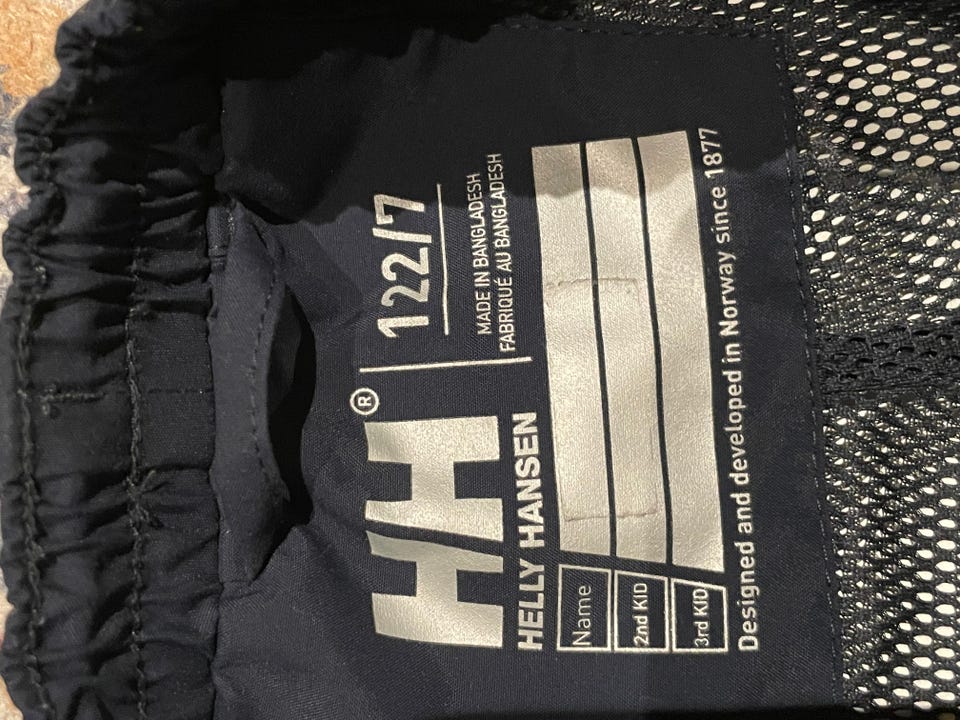 HH®
HELLY HANSEN
122/7
MADE IN BANGLADESH
FABRIQUÉ AU BANGLADESH
Name
2nd KID
3rd KID
Designed and developed in Norway since 1877